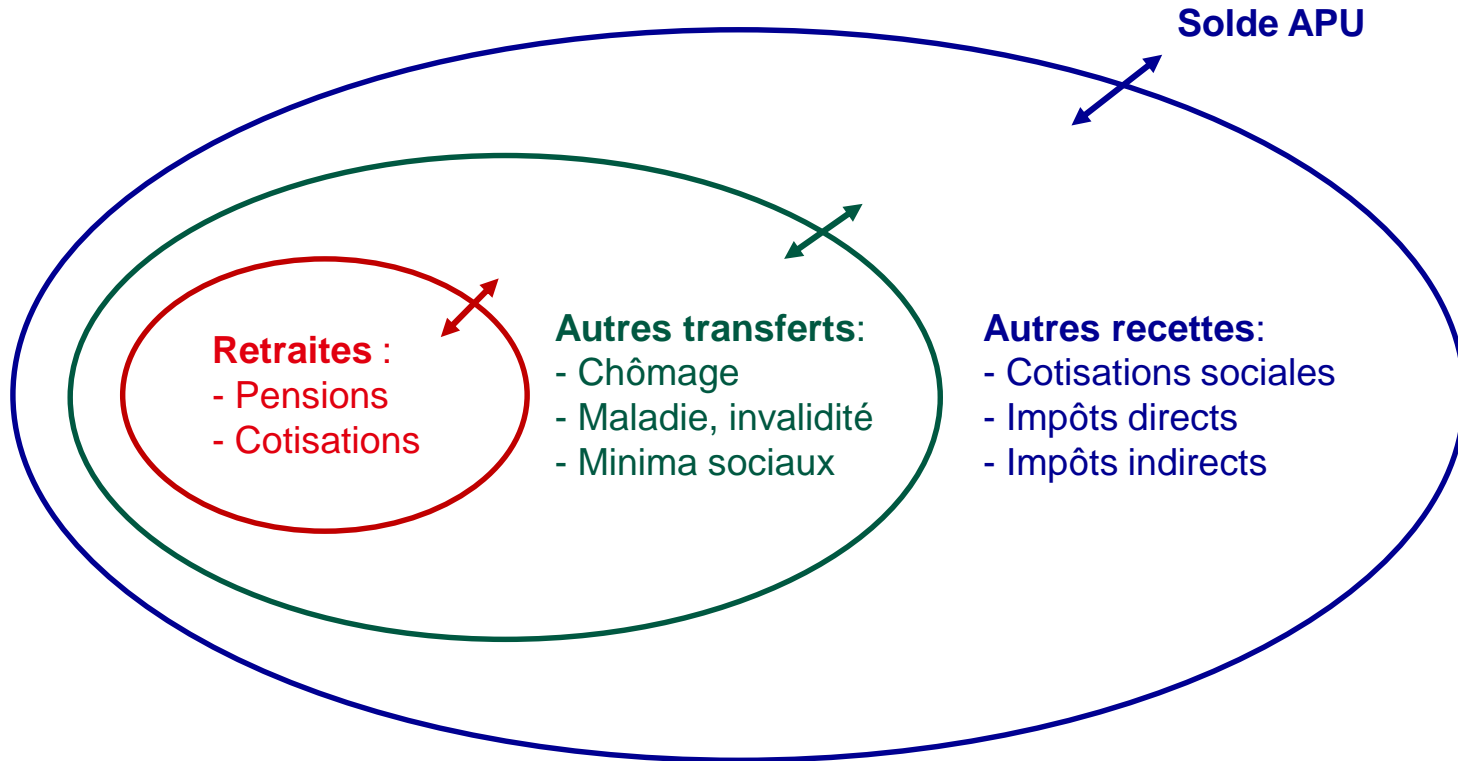 Solde APU
Retraites :
- Pensions
- Cotisations
Autres transferts:
- Chômage
- Maladie, invalidité
- Minima sociaux
Autres recettes:
- Cotisations sociales
- Impôts directs
- Impôts indirects